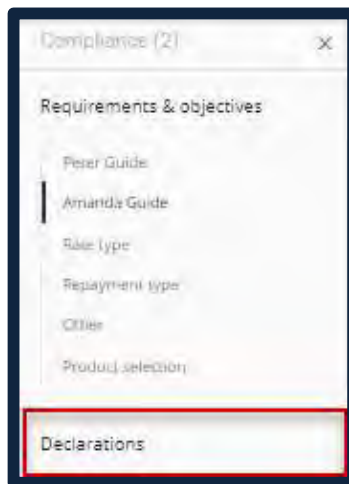 Compliance (2) ×
Requirements & objectives
Peter Guide
Amanda Guide
Rate type
Repayment type
Other
Product selection
Declarations